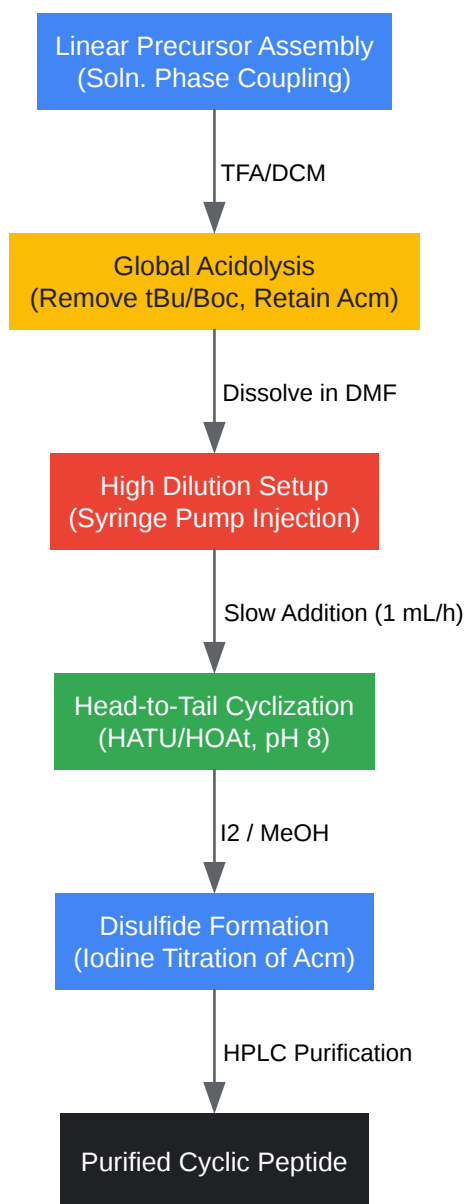 Linear Precursor Assembly
(Soln. Phase Coupling)
TFA/DCM
Global Acidolysis
(Remove tBu/Boc, Retain Acm)
Dissolve in DMF
High Dilution Setup
(Syringe Pump Injection)
Slow Addition (1 mL/h)
Head-to-Tail Cyclization
(HATU/HOAt, pH 8)
I2 / MeOH
Disulfide Formation
(Iodine Titration of Acm)
HPLC Purification
Purified Cyclic Peptide